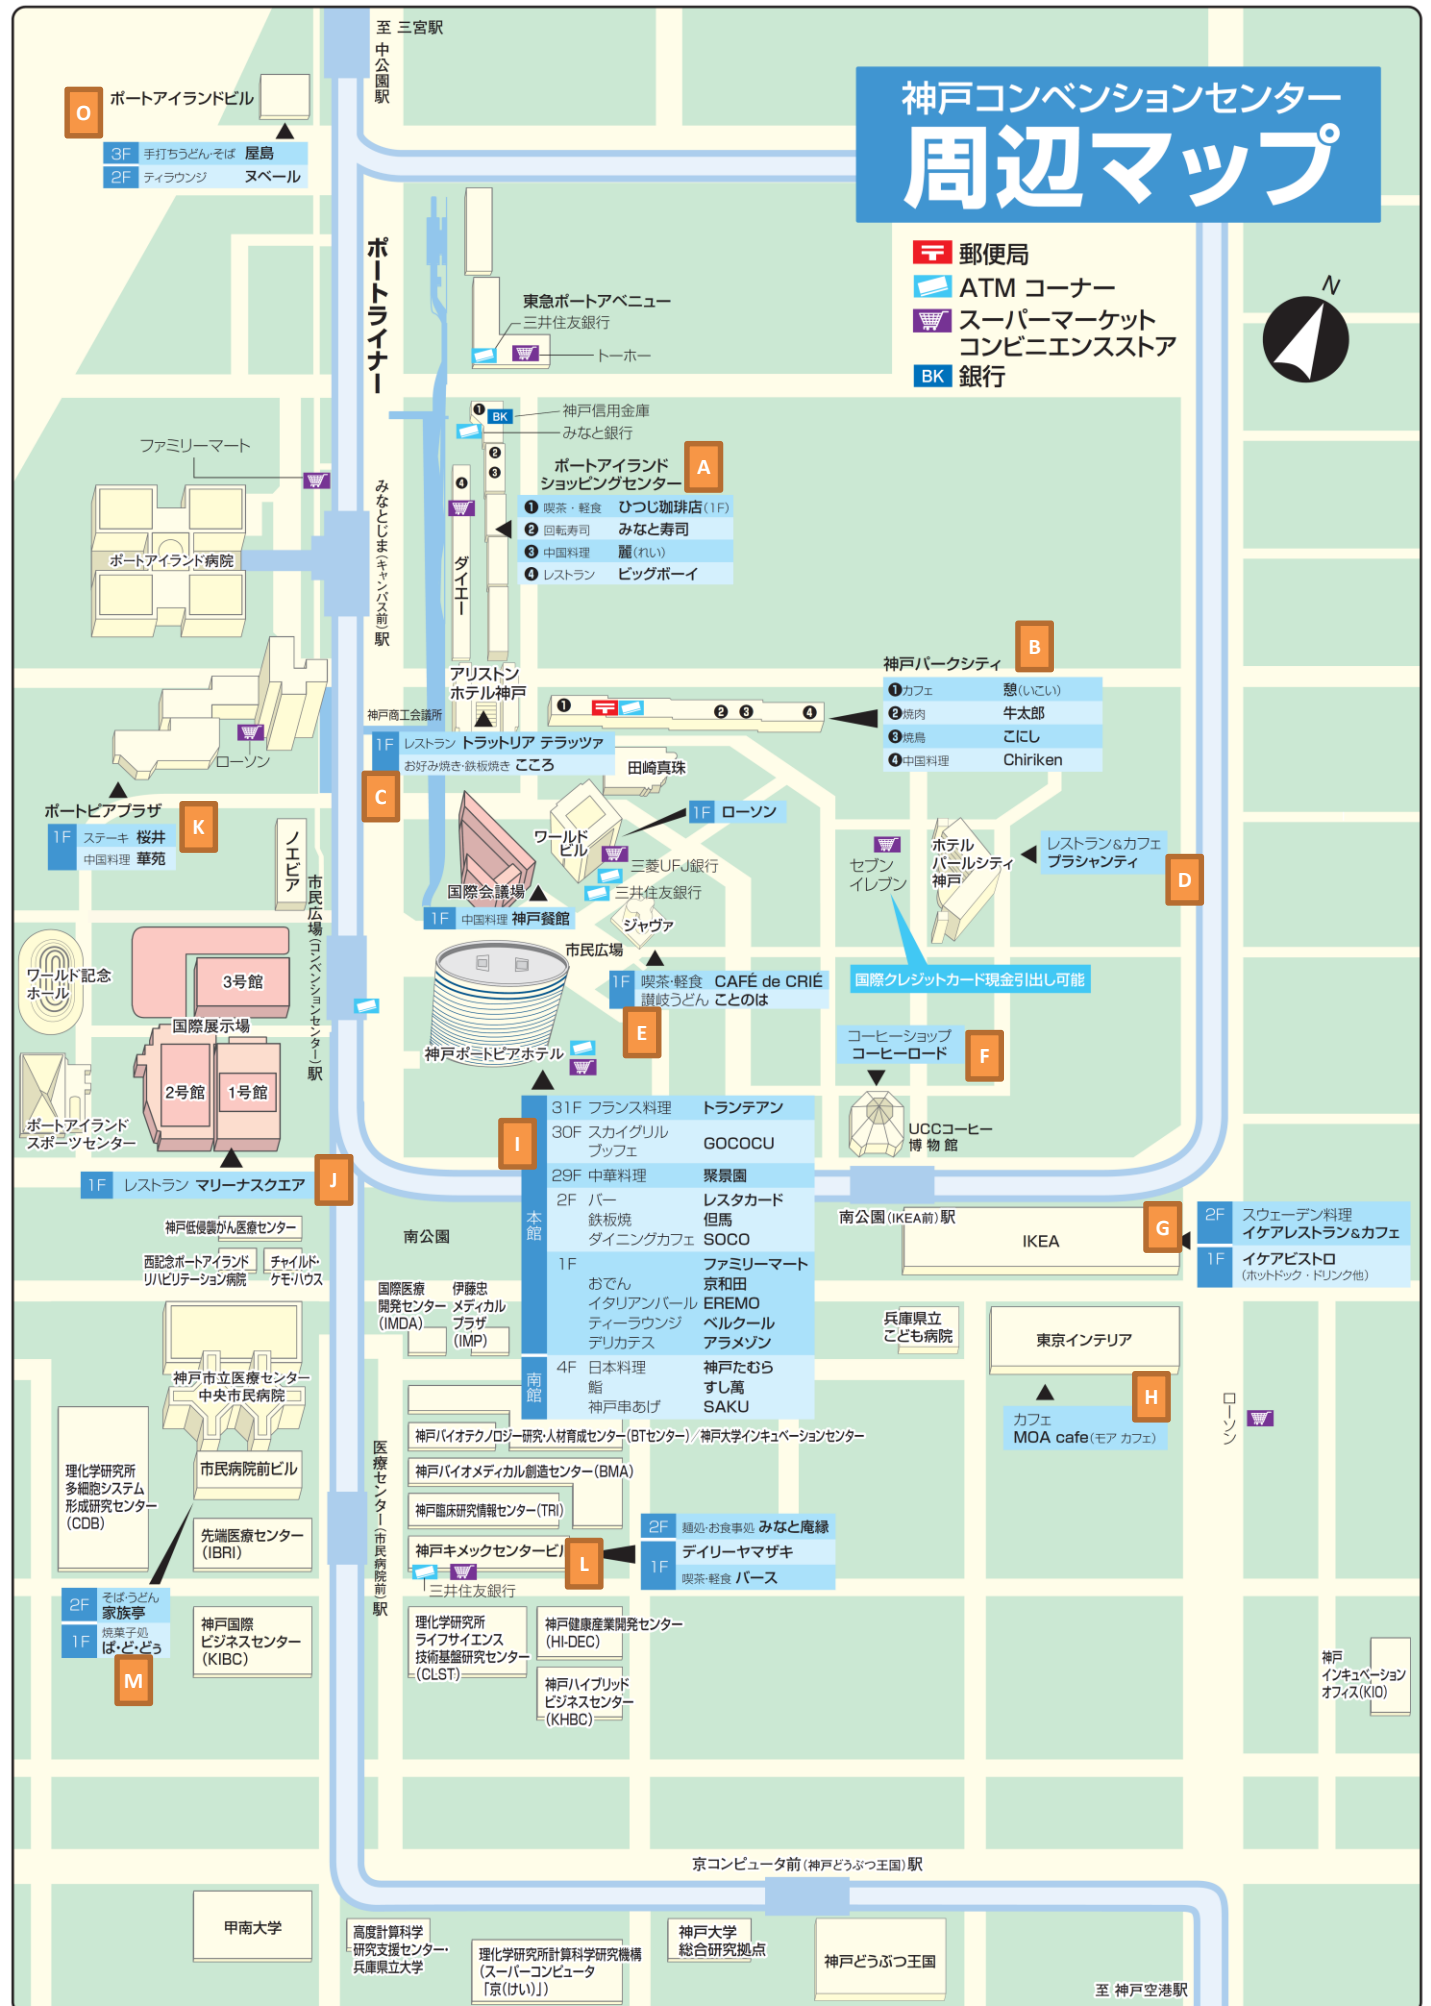 至 三宮駅
中公園駅
神戸コンベンションセンター
周辺マップ
O
ポートアイランドビル
3F 手打ちうどん・そば 屋島
2F ティラウンジ ヌベール
ポートライナー
郵便局
ATM コーナー
スーパーマーケット
コンビニエンスストア
BK 銀行
N
東急ポートアベニュー
三井住友銀行
トーホー
❶
BK
神戸信用金庫
みなと銀行
❷
❸
❹
ダイエー
A
ポートアイランド
ショッピングセンター
❶ 喫茶・軽食 ひつじ珈琲店(1F)
❷ 回転寿司 みなと寿司
❸ 中国料理 麗(れい)
❹ レストラン ビッグボーイ
ファミリーマート
みなとじま(キャンパス前)駅
ポートアイランド病院
B
神戸パークシティ
❶カフェ 憩(いこい)
❷焼肉 牛太郎
❸焼鳥 こにし
❹中国料理 Chiriken
❶
❷
❸
❹
アリストン
ホテル神戸
神戸商工会議所
1F レストラン トラットリア テラッツァ
お好み焼き・鉄板焼き こころ
C
田崎真珠
ローソン
ポートピアプラザ
K
1F ステーキ 桜井
中国料理 華苑
ノエビア
ワールド
ビル
1F ローソン
三菱UFJ銀行
三井住友銀行
国際会議場
1F 中国料理 神戸餐館
ジャヴァ
市民広場
1F 喫茶・軽食 CAFÉ de CRIÉ
讃岐うどん ことのは
E
セブン
イレブン
国際クレジットカード現金引出し可能
ホテル
パールシティ
神戸
レストラン&カフェ
プラシャンティ
D
市民広場(コンベンションセンター)駅
ワールド記念
ホール
3号館
国際展示場
2号館
1号館
ポートアイランド
スポーツセンター
1F レストラン マリーナスクエア
J
神戸ポートピアホテル
コーヒーショップ
コーヒーロード
F
UCCコーヒー
博物館
I
本館
31F フランス料理 トランテアン
30F スカイグリル
ブッフェ GOCOCU
29F 中華料理 聚景園
2F バー レスタカード
鉄板焼 但馬
ダイニングカフェ SOCO
1F ファミリーマート
おでん 京和田
イタリアンバール EREMO
ティーラウンジ ベルクール
デリカテス アラメゾン
南館
4F 日本料理 神戸たむら
鮨 すし萬
神戸串あげ SAKU
南公園(IKEA前)駅
IKEA
G
2F スウェーデン料理
イケアレストラン&カフェ
1F イケアビストロ
(ホットドック・ドリンク他)
神戸低侵襲がん医療センター
西記念ポートアイランド
リハビリテーション病院
チャイルド・
ケモ・ハウス
南公園
国際医療
開発センター
(IMDA)
伊藤忠
メディカル
プラザ
(IMP)
兵庫県立
こども病院
東京インテリア
H
カフェ
MOA cafe(モア カフェ)
ローソン
神戸市立医療センター
中央市民病院
市民病院前ビル
理化学研究所
多細胞システム
形成研究センター
(CDB)
先端医療センター
(IBRI)
医療センター(市民病院前)駅
神戸バイオテクノロジー研究・人材育成センター(BTセンター)／神戸大学インキュベーションセンター
神戸バイオメディカル創造センター(BMA)
神戸臨床研究情報センター(TRI)
神戸キメックセンタービル
L
2F 麺処・お食事処 みなと庵縁
1F デイリーヤマザキ
喫茶・軽食 バース
三井住友銀行
2F そば・うどん
家族亭
1F 焼菓子処
ぱ・ど・どぅ
M
神戸国際
ビジネスセンター
(KIBC)
理化学研究所
ライフサイエンス
技術基盤研究センター
(CLST)
神戸健康産業開発センター
(HI-DEC)
神戸ハイブリッド
ビジネスセンター
(KHBC)
神戸
インキュベーション
オフィス(KIO)
京コンピュータ前(神戸どうぶつ王国)駅
甲南大学
高度計算科学
研究支援センター・
兵庫県立大学
理化学研究所計算科学研究機構
(スーパーコンピュータ
「京(けい)」)
神戸大学
総合研究拠点
神戸どうぶつ王国
至 神戸空港駅